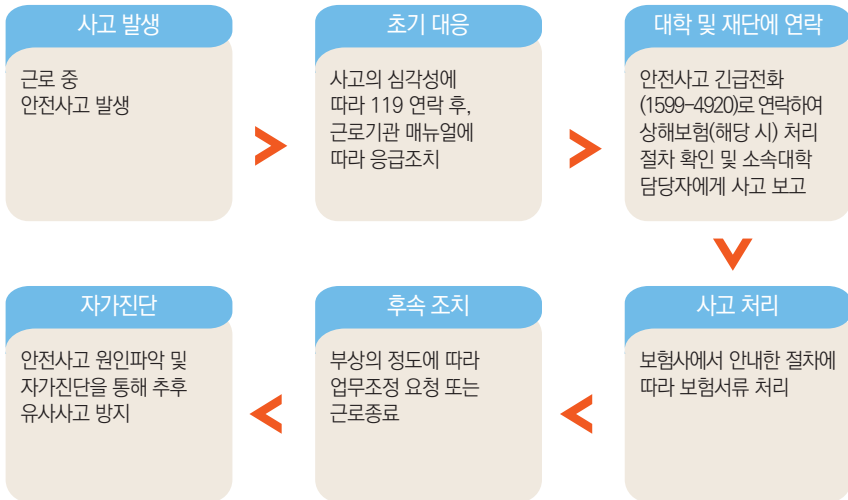 사고 발생
근로 중
안전사고 발생
초기 대응
사고의 심각성에
따라 119 연락 후,
근로기관 매뉴얼에
따라 응급조치
대학 및 재단에 연락
안전사고 긴급전화
(1599-4920)로 연락하여
상해보험(해당 시) 처리
절차 확인 및 소속대학
담당자에게 사고 보고
사고 처리
보험사에서 안내한 절차에
따라 보험서류 처리
후속 조치
부상의 정도에 따라
업무조정 요청 또는
근로종료
자가진단
안전사고 원인파악 및
자가진단을 통해 추후
유사사고 방지